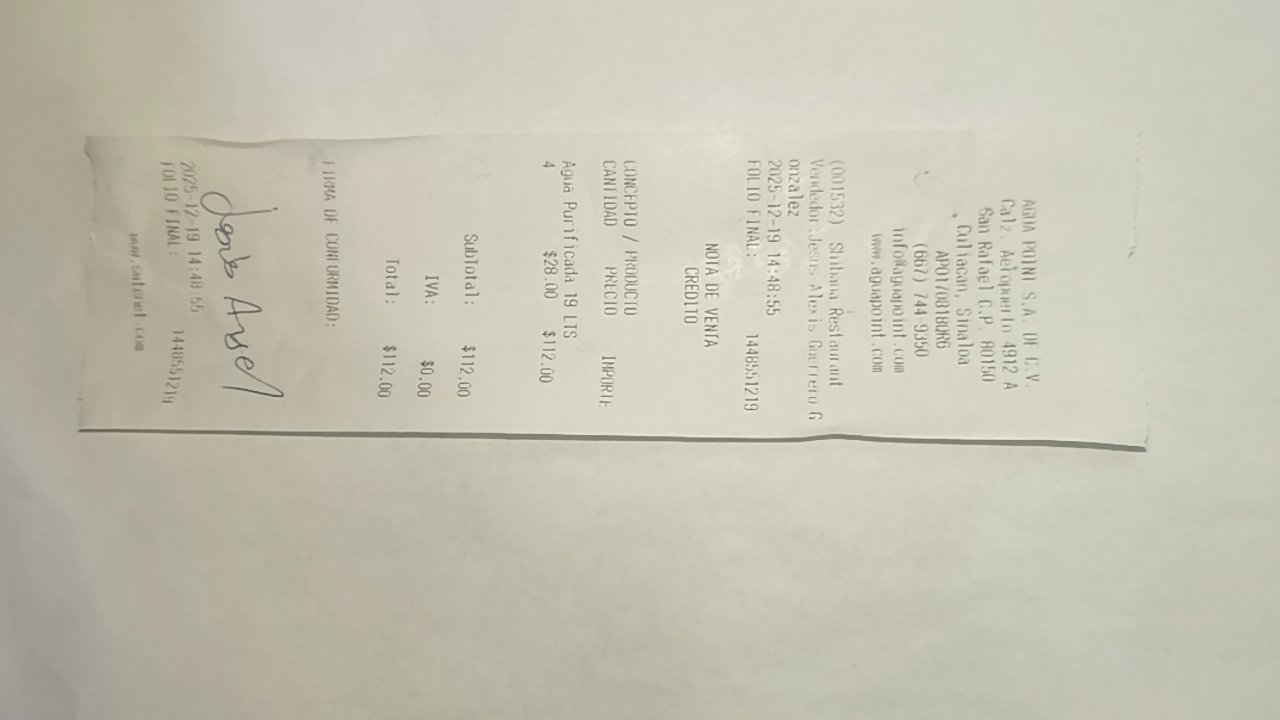 AGUA POINT S.A. DE C.V.
Calz. Aeropuerto 4912 A
San Rafael C.P. 80150
Culiacan, Sinaloa
APO170818QR6
(667) 744-9350
info@aguapoint.com
www.aguapoint.com
(001532) Shibana Restaurant
Vendedor:Jesus Alexis Guerrero G
onzalez
2025-12-19 14:48:55
FOLIO FINAL: 1448551219
NOTA DE VENTA
CREDITO
CONCEPTO / PRODUCTO
CANTIDAD PRECIO IMPORTE
Agua Purificada 19 LTS
4 $28.00 $112.00
SubTotal: $112.00
IVA: $0.00
Total: $112.00
FIRMA DE CONFORMIDAD:
2025-12-19 14:48:55
FOLIO FINAL: 1448551219